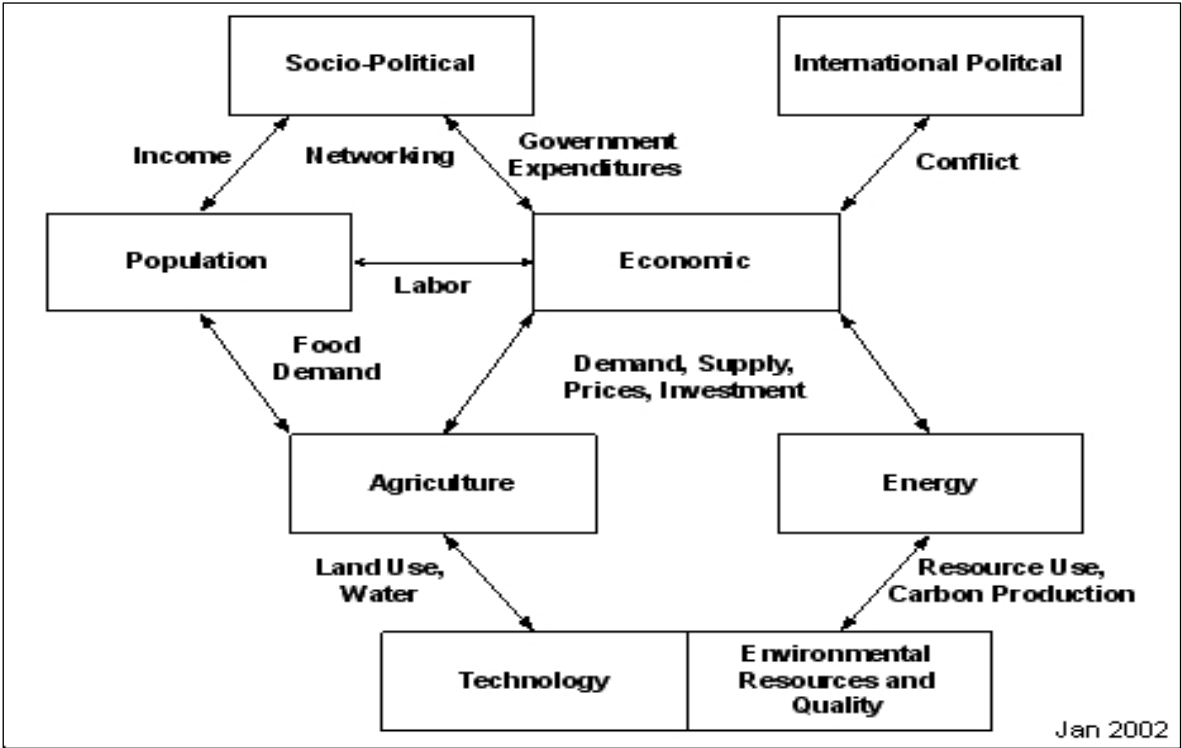 Socio-Political
International Politcal
Income
Networking
Government
Expenditures
Conflict
Population
Economic
Labor
Food
Demand
Demand, Supply,
Prices, Investment
Agriculture
Energy
Land Use,
Water
Resource Use,
Carbon Production
Technology
Environmental
Resources and
Quality
Jan 2002